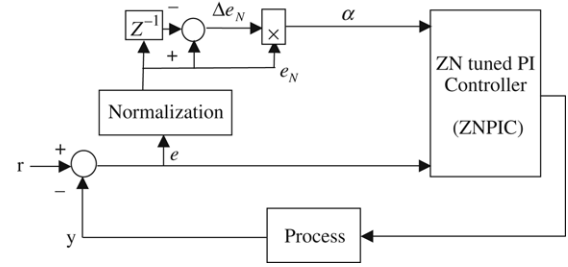 Z⁻¹
−
Δe_N
×
α
+
e_N
ZN tuned PI
Controller
(ZNPIC)
Normalization
+
r
e
−
y
Process